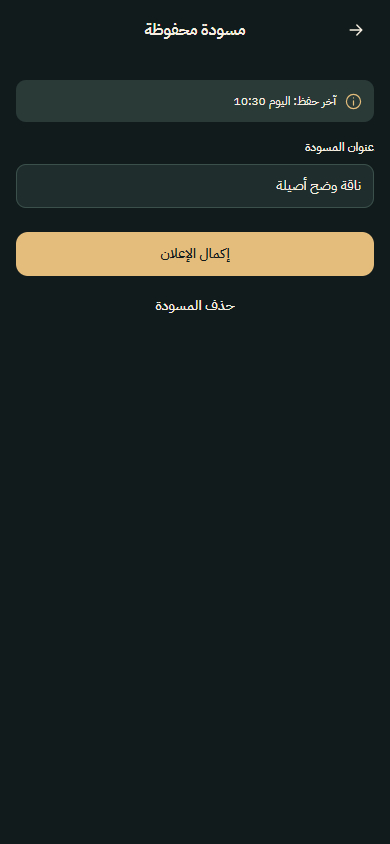 مسودة محفوظة
آخر حفظ: اليوم 10:30
عنوان المسودة
ناقة وضح أصيلة
إكمال الإعلان
حذف المسودة